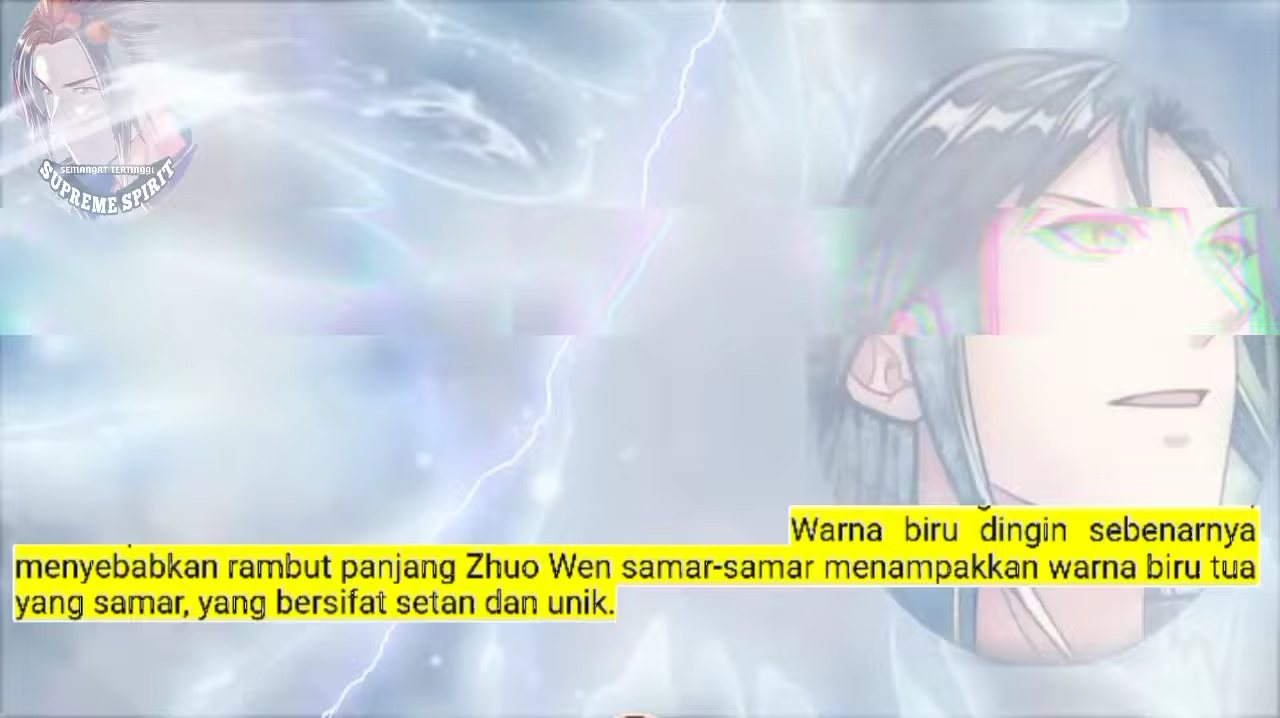 SEMANGAT TERTINGGI
SUPREME SPIRIT
Warna biru dingin sebenarnya
menyebabkan rambut panjang Zhuo Wen samar-samar menampakkan warna biru tua
yang samar, yang bersifat setan dan unik.